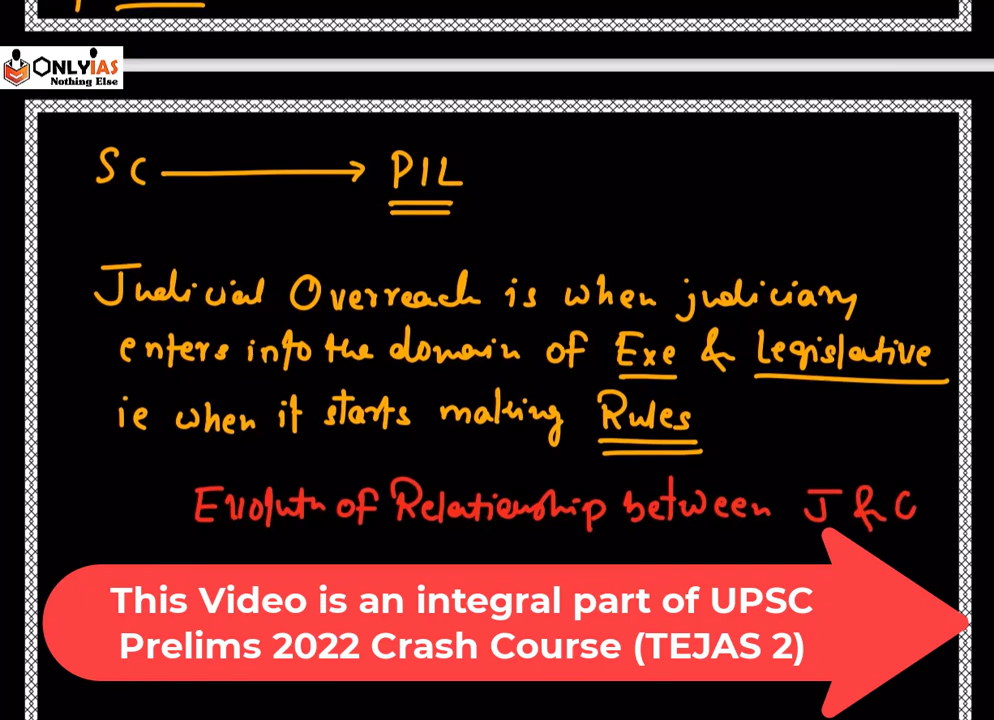 ONLYIAS
Nothing Else
SC → PIL
Judicial Overreach is when judiciary
enters into the domain of Exe & Legislative
ie when it starts making Rules
Evolutn of Relationship between J & C
This Video is an integral part of UPSC
Prelims 2022 Crash Course (TEJAS 2)